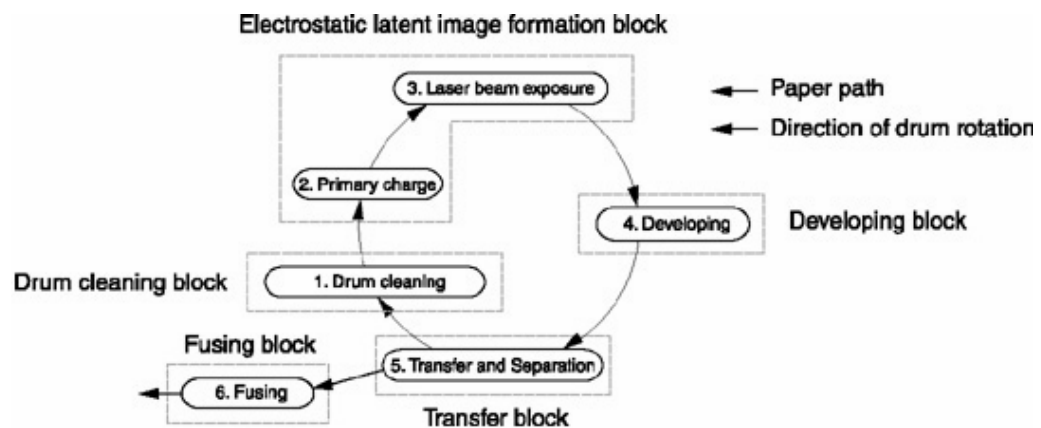 Electrostatic latent image formation block
3. Laser beam exposure
Paper path
Direction of drum rotation
2. Primary charge
4. Developing
Developing block
Drum cleaning block
1. Drum cleaning
Fusing block
5. Transfer and Separation
6. Fusing
Transfer block